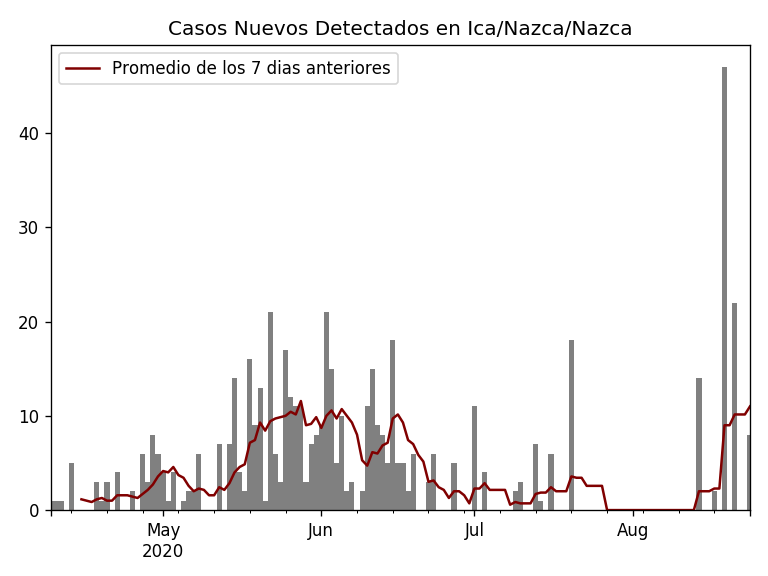 Casos Nuevos Detectados en Ica/Nazca/Nazca
Promedio de los 7 dias anteriores
40
30
20
10
0
May
2020
Jun
Jul
Aug